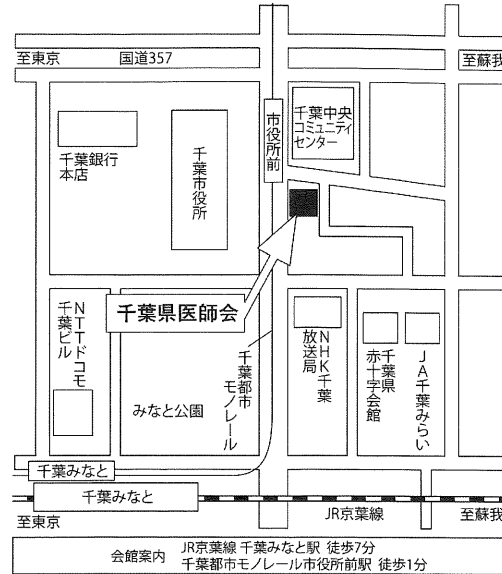 至東京
国道357
至蘇我
千葉銀行
本店
千葉市役所
市役所前
千葉中央
コミュニティ
センター
千葉県医師会
NTTドコモ
千葉ビル
みなと公園
千葉都市
モノレール
NHK千葉
放送局
千葉県
赤十字会館
JA千葉みらい
千葉みなと
千葉みなと
至東京
JR京葉線
至蘇我
会館案内
JR京葉線 千葉みなと駅 徒歩7分
千葉都市モノレール市役所前駅 徒歩1分